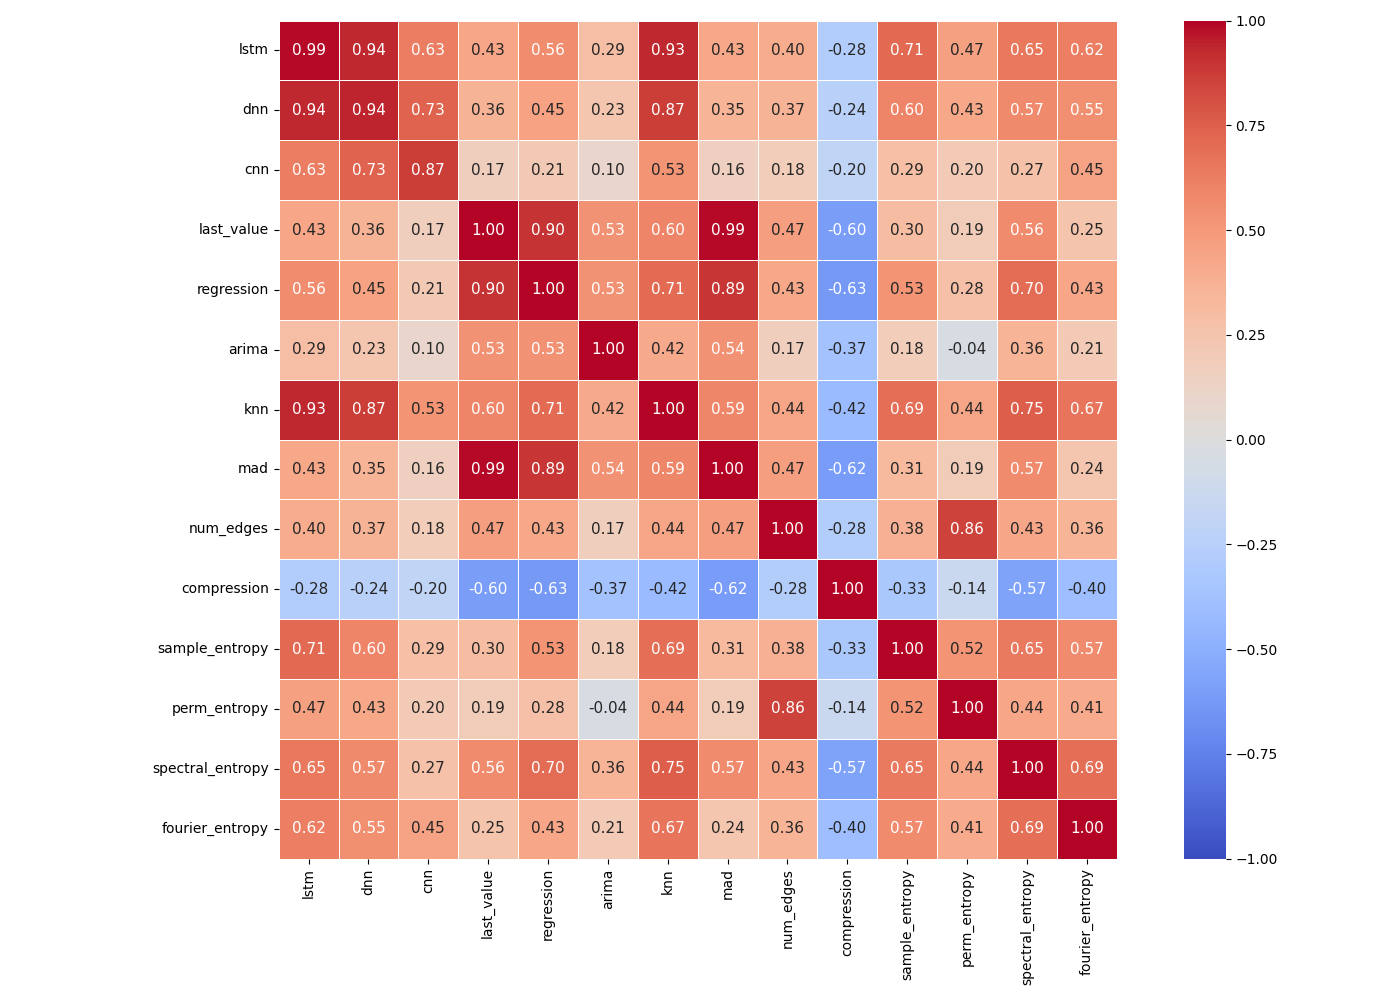 lstm 0.99 0.94 0.63 0.43 0.56 0.29 0.93 0.43 0.40 -0.28 0.71 0.47 0.65 0.62
dnn 0.94 0.94 0.73 0.36 0.45 0.23 0.87 0.35 0.37 -0.24 0.60 0.43 0.57 0.55
cnn 0.63 0.73 0.87 0.17 0.21 0.10 0.53 0.16 0.18 -0.20 0.29 0.20 0.27 0.45
last_value 0.43 0.36 0.17 1.00 0.90 0.53 0.60 0.99 0.47 -0.60 0.30 0.19 0.56 0.25
regression 0.56 0.45 0.21 0.90 1.00 0.53 0.71 0.89 0.43 -0.63 0.53 0.28 0.70 0.43
arima 0.29 0.23 0.10 0.53 0.53 1.00 0.42 0.54 0.17 -0.37 0.18 -0.04 0.36 0.21
knn 0.93 0.87 0.53 0.60 0.71 0.42 1.00 0.59 0.44 -0.42 0.69 0.44 0.75 0.67
mad 0.43 0.35 0.16 0.99 0.89 0.54 0.59 1.00 0.47 -0.62 0.31 0.19 0.57 0.24
num_edges 0.40 0.37 0.18 0.47 0.43 0.17 0.44 0.47 1.00 -0.28 0.38 0.86 0.43 0.36
compression -0.28 -0.24 -0.20 -0.60 -0.63 -0.37 -0.42 -0.62 -0.28 1.00 -0.33 -0.14 -0.57 -0.40
sample_entropy 0.71 0.60 0.29 0.30 0.53 0.18 0.69 0.31 0.38 -0.33 1.00 0.52 0.65 0.57
perm_entropy 0.47 0.43 0.20 0.19 0.28 -0.04 0.44 0.19 0.86 -0.14 0.52 1.00 0.44 0.41
spectral_entropy 0.65 0.57 0.27 0.56 0.70 0.36 0.75 0.57 0.43 -0.57 0.65 0.44 1.00 0.69
fourier_entropy 0.62 0.55 0.45 0.25 0.43 0.21 0.67 0.24 0.36 -0.40 0.57 0.41 0.69 1.00
lstm
dnn
cnn
last_value
regression
arima
knn
mad
num_edges
compression
sample_entropy
perm_entropy
spectral_entropy
fourier_entropy
1.00
0.75
0.50
0.25
0.00
−0.25
−0.50
−0.75
−1.00